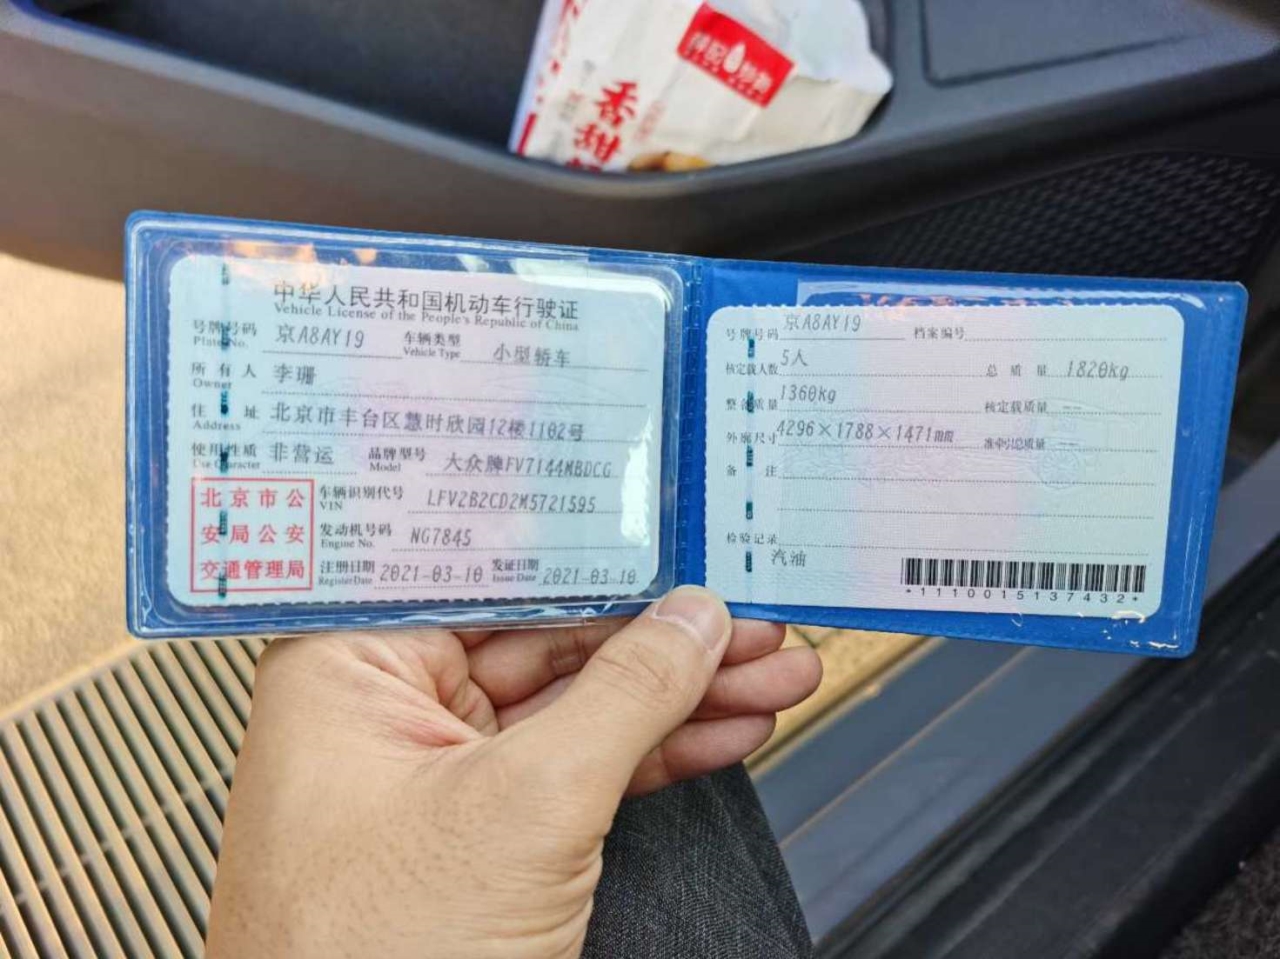 香甜
中华人民共和国机动车行驶证
Vehicle License of the People's Republic of China
号牌号码 京A8AY19 车辆类型 小型轿车
Plate No. Vehicle Type
所有人 李珊
Owner
住址 北京市丰台区慧时欣园12楼1102号
Address
使用性质 非营运 品牌型号 大众牌FV7144MBDCG
Use Character Model
北京市公
安局公安
交通管理局
车辆识别代号 LFV2B2CD2M5721595
VIN
发动机号码 NG7845
Engine No.
注册日期 2021-03-10 发证日期 2021-03-10
Register Date Issue Date
号牌号码 京A8AY19 档案编号
核定载人数 5人 总质量 1820kg
整备质量 1360kg 核定载质量 --
外廓尺寸 4296×1788×1471mm 准牵引总质量 --
备注
检验记录
汽油
*1110015137432*